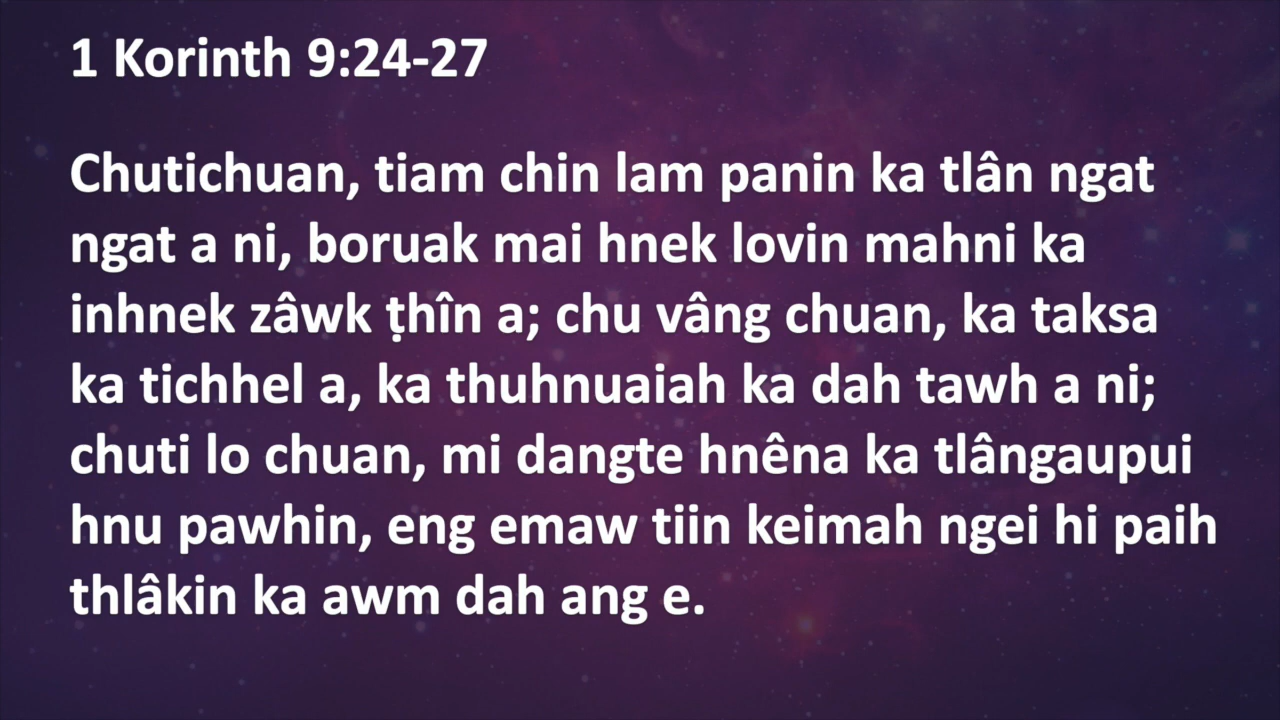 1 Korinth 9:24-27
Chutichuan, tiam chin lam panin ka tlân ngat
ngat a ni, boruak mai hnek lovin mahni ka
inhnek zâwk ṭhîn a; chu vâng chuan, ka taksa
ka tichhel a, ka thuhnuaiah ka dah tawh a ni;
chuti lo chuan, mi dangte hnêna ka tlângaupui
hnu pawhin, eng emaw tiin keimah ngei hi paih
thlâkin ka awm dah ang e.